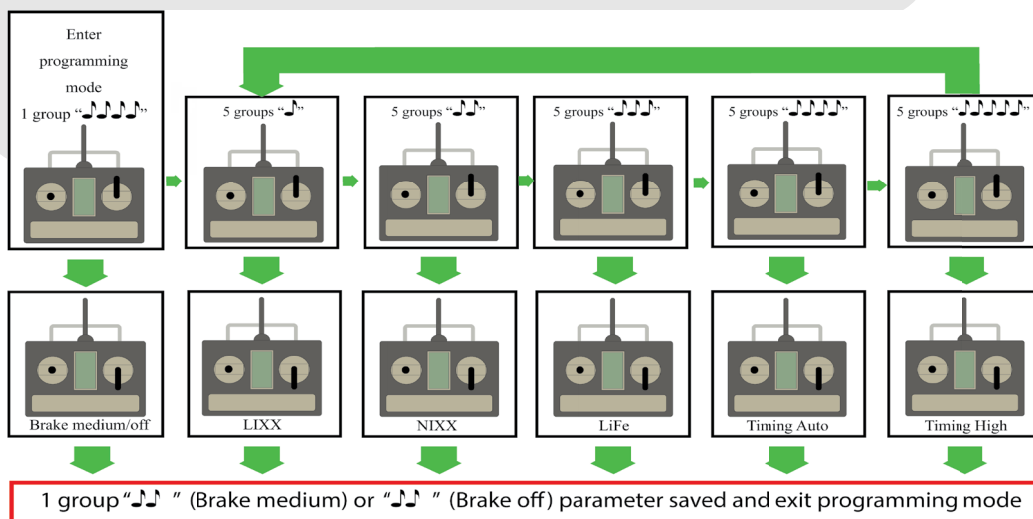 Enter
programming
mode
1 group “♪♪♪♪”
5 groups “♪”
5 groups “♪♪”
5 groups “♪♪♪”
5 groups “♪♪♪♪”
5 groups “♪♪♪♪♪”
Brake medium/off
LIXX
NIXX
LiFe
Timing Auto
Timing High
1 group “♪♪ ” (Brake medium) or “♪♪ ” (Brake off) parameter saved and exit programming mode